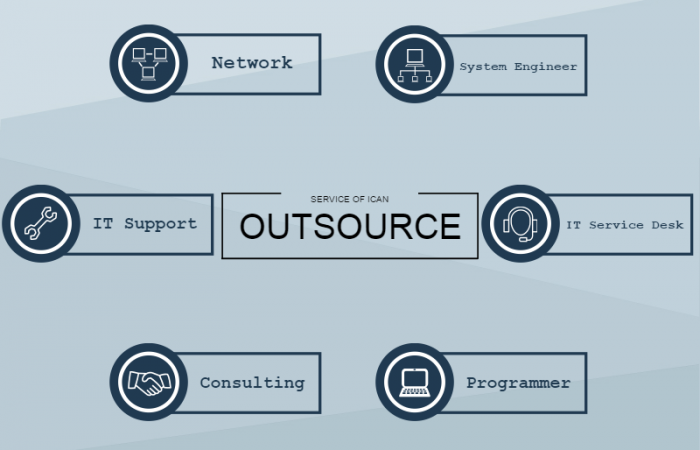 Network
System Engineer
IT Support
SERVICE OF ICAN
OUTSOURCE
IT Service Desk
Consulting
Programmer